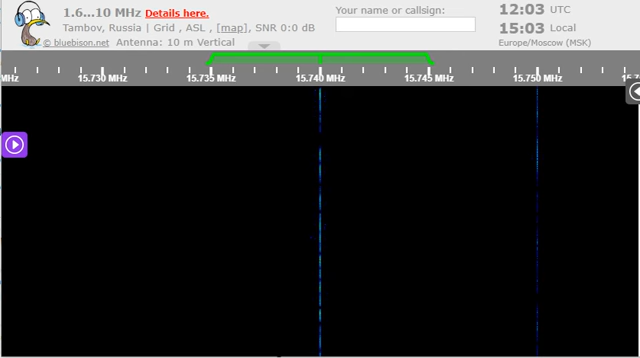 1.6...10 MHz Details here.
Tambov, Russia | Grid , ASL , [map], SNR 0:0 dB
© bluebison.net Antenna: 10 m Vertical
Your name or callsign:
12:03 UTC
15:03 Local
Europe/Moscow (MSK)
MHz 15.730 MHz 15.735 MHz 15.740 MHz 15.745 MHz 15.750 MHz 15.7